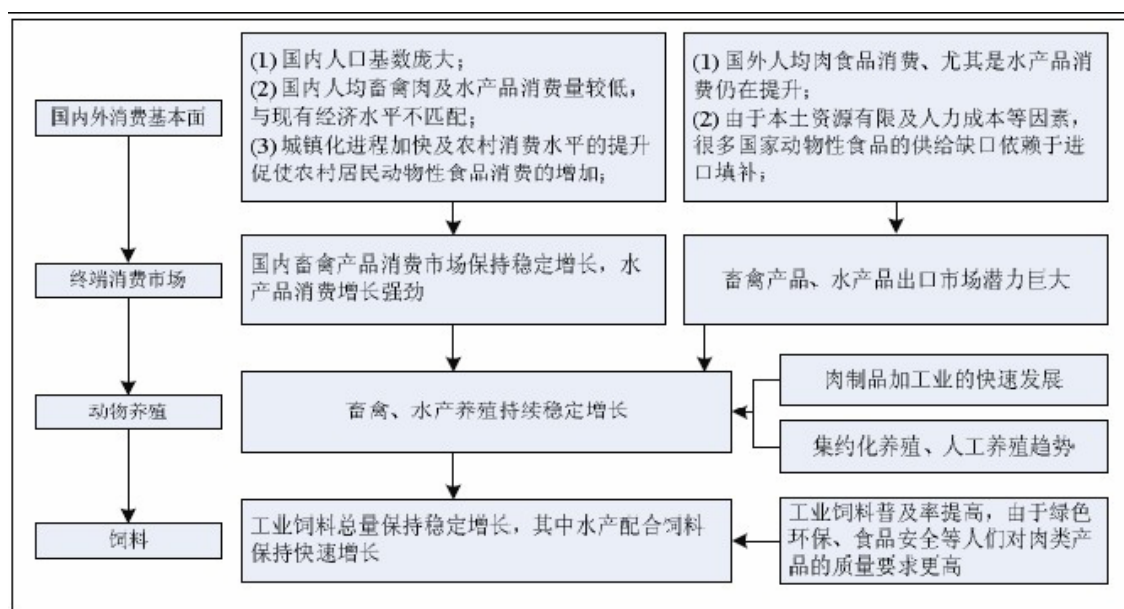 国内外消费基本面
(1) 国内人口基数庞大；
(2) 国内人均畜禽肉及水产品消费量较低，
与现有经济水平不匹配；
(3) 城镇化进程加快及农村消费水平的提升
促使农村居民动物性食品消费的增加；
(1) 国外人均肉食品消费、尤其是水产品消
费仍在提升；
(2) 由于本土资源有限及人力成本等因素，
很多国家动物性食品的供给缺口依赖于进
口填补；
终端消费市场
国内畜禽产品消费市场保持稳定增长，水
产品消费增长强劲
畜禽产品、水产品出口市场潜力巨大
动物养殖
畜禽、水产养殖持续稳定增长
肉制品加工业的快速发展
集约化养殖、人工养殖趋势
饲料
工业饲料总量保持稳定增长，其中水产配合饲料
保持快速增长
工业饲料普及率提高，由于绿色
环保、食品安全等人们对肉类产
品的质量要求更高